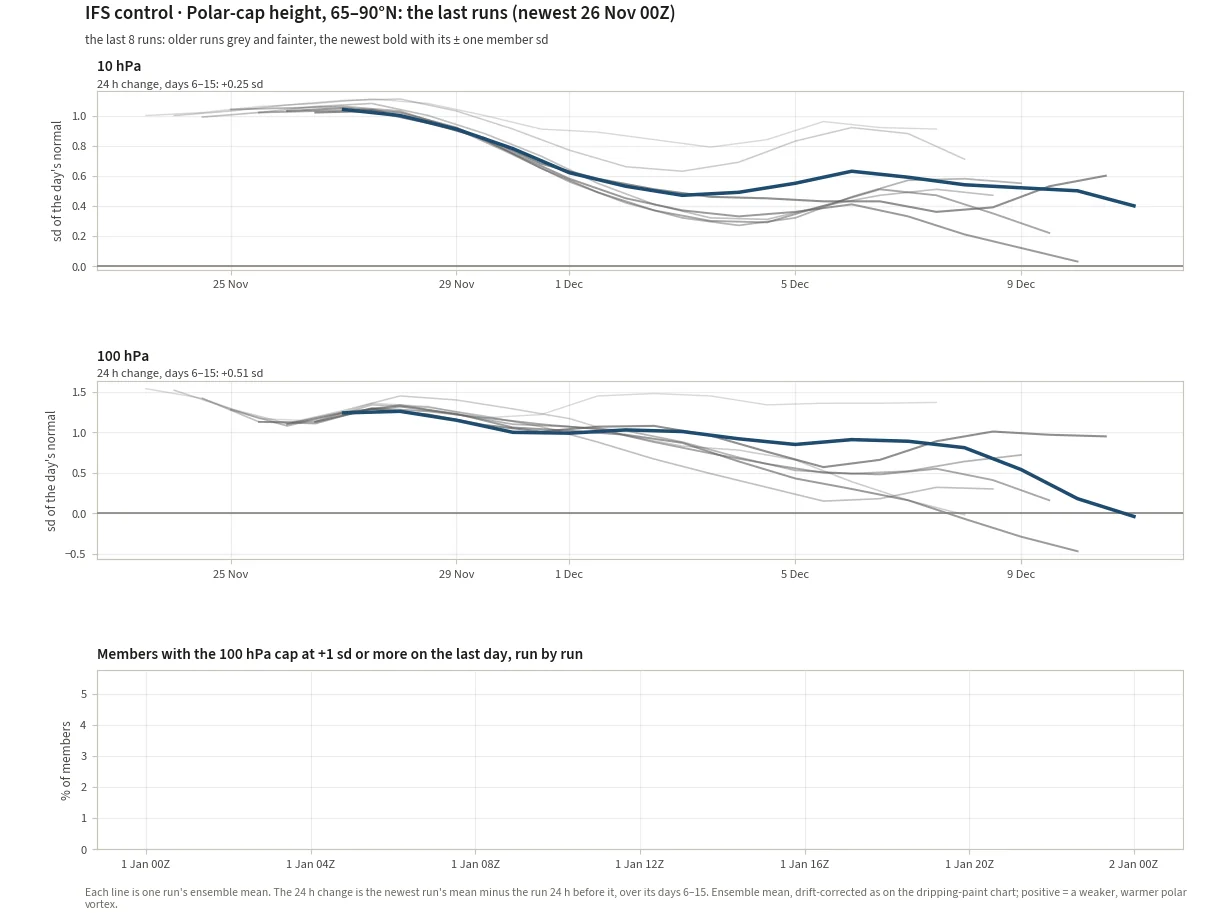 IFS control · Polar-cap height, 65–90°N: the last runs (newest 26 Nov 00Z)
the last 8 runs: older runs grey and fainter, the newest bold with its ± one member sd
10 hPa
24 h change, days 6–15: +0.25 sd
sd of the day's normal
1.0
0.8
0.6
0.4
0.2
0.0
25 Nov 29 Nov 1 Dec 5 Dec 9 Dec
100 hPa
24 h change, days 6–15: +0.51 sd
sd of the day's normal
1.5
1.0
0.5
0.0
−0.5
25 Nov 29 Nov 1 Dec 5 Dec 9 Dec
Members with the 100 hPa cap at +1 sd or more on the last day, run by run
% of members
5
4
3
2
1
0
1 Jan 00Z 1 Jan 04Z 1 Jan 08Z 1 Jan 12Z 1 Jan 16Z 1 Jan 20Z 2 Jan 00Z
Each line is one run's ensemble mean. The 24 h change is the newest run's mean minus the run 24 h before it, over its days 6–15. Ensemble mean, drift-corrected as on the dripping-paint chart; positive = a weaker, warmer polar
vortex.